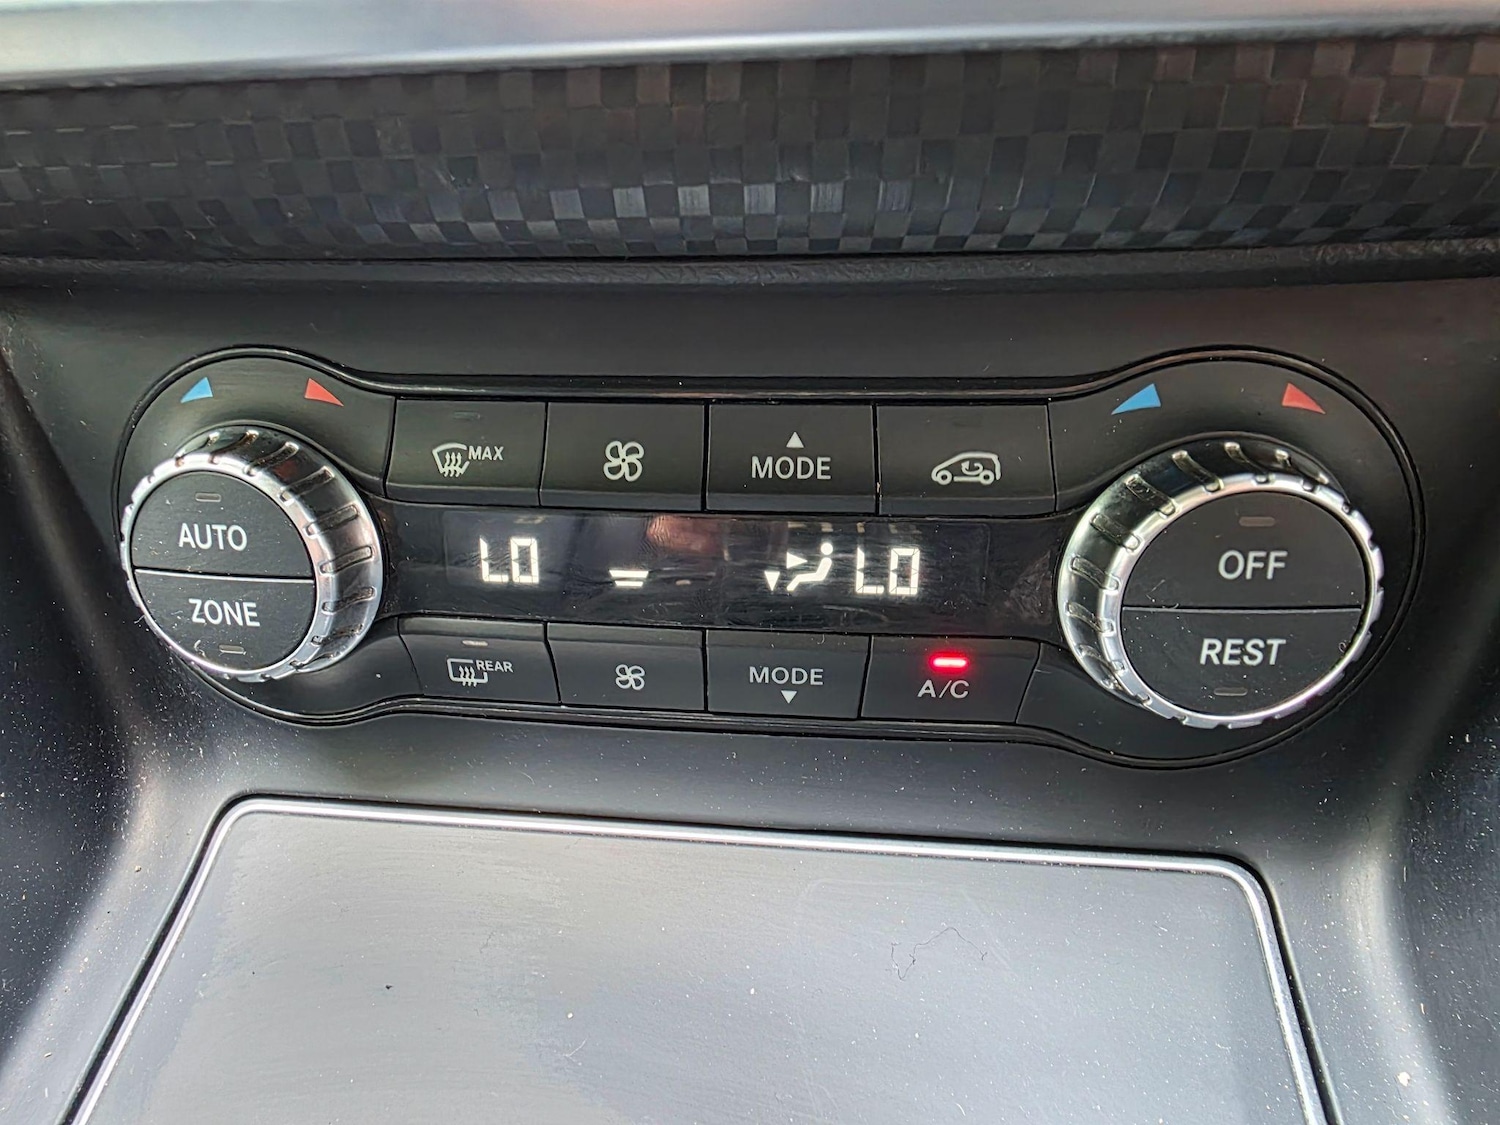 MAX
MODE
AUTO
ZONE
LO
LO
OFF
REST
REAR
MODE
A/C